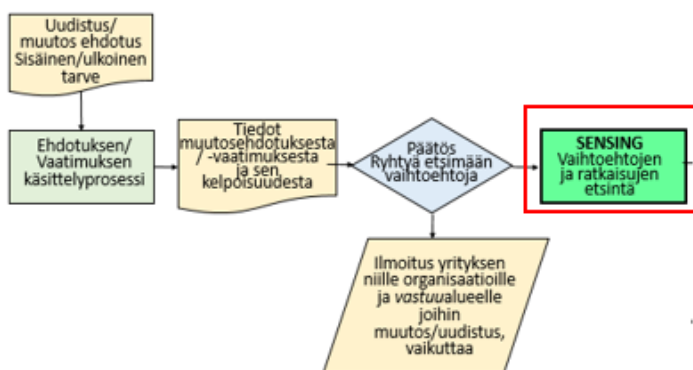 Uudistus/
muutos ehdotus
Sisäinen/ulkoinen
tarve
Ehdotuksen/
Vaatimuksen
käsittelyprosessi
Tiedot
muutosehdotuksesta
/ -vaatimuksesta
ja sen
kelpoisuudesta
Päätös
Ryhtyä etsimään
vaihtoehtoja
SENSING
Vaihtoehtojen
ja ratkaisujen
etsintä
Ilmoitus yrityksen
niille organisaatioille
ja vastuualueelle
joihin
muutos/uudistus,
vaikuttaa